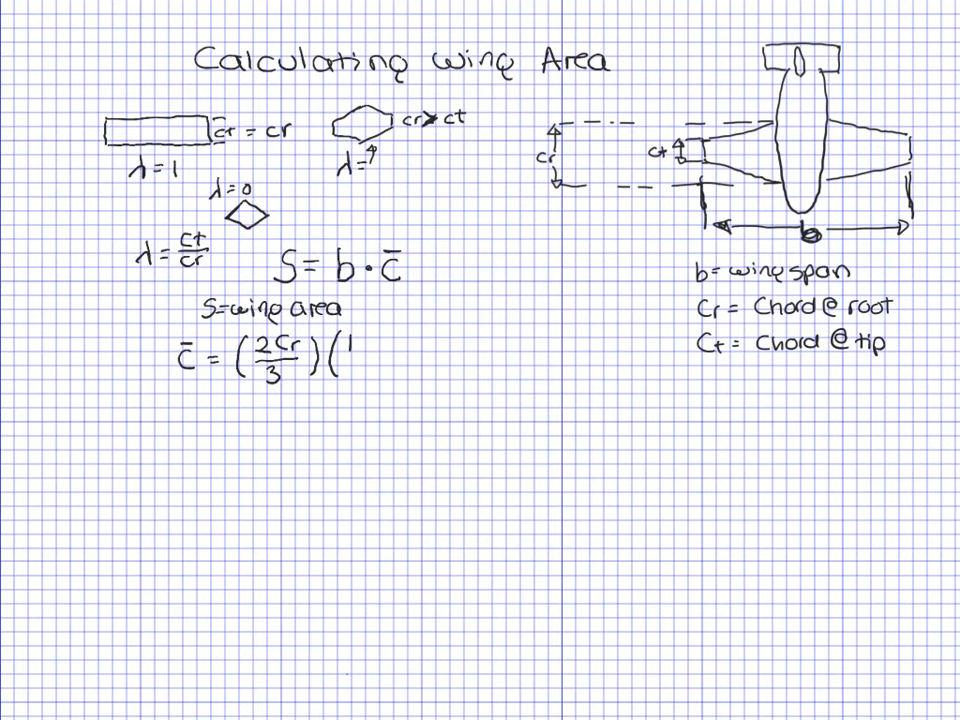 Calculating Wing Area
c̄r = cr
cr > ct
λ = 1
λ =
λ = 0
λ = ct/cr
S = b · c̄
S = wing area
c̄ = (2Cr/3)(1
cr
ct
b
b = wing span
Cr = Chord @ root
Ct = Chord @ tip